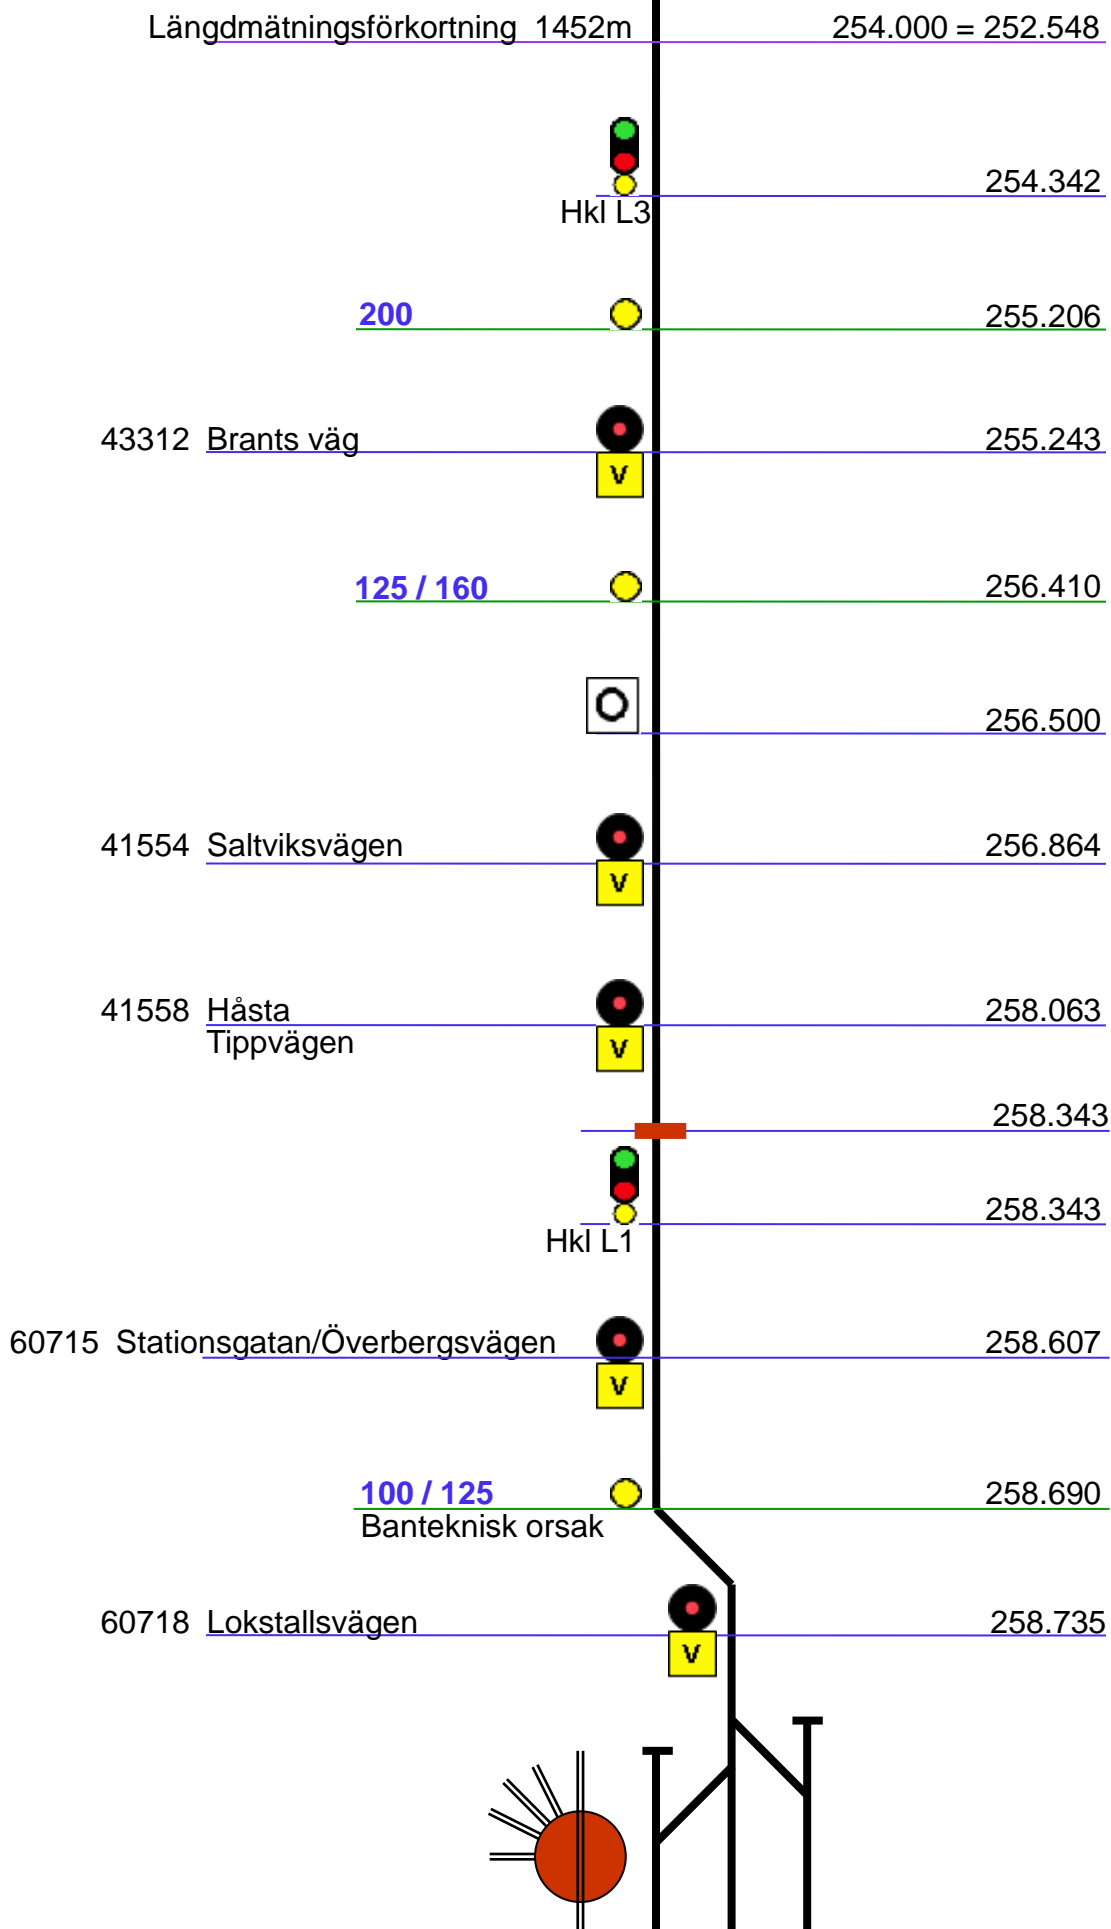 Längdmätningsförkortning 1452m 254.000 = 252.548
254.342
Hkl L3
200 255.206
43312 Brants väg 255.243
V
125 / 160 256.410
O 256.500
41554 Saltviksvägen 256.864
V
41558 Håsta 258.063
Tippvägen
V
258.343
258.343
Hkl L1
60715 Stationsgatan/Överbergsvägen 258.607
V
100 / 125 258.690
Banteknisk orsak
60718 Lokstallsvägen 258.735
V